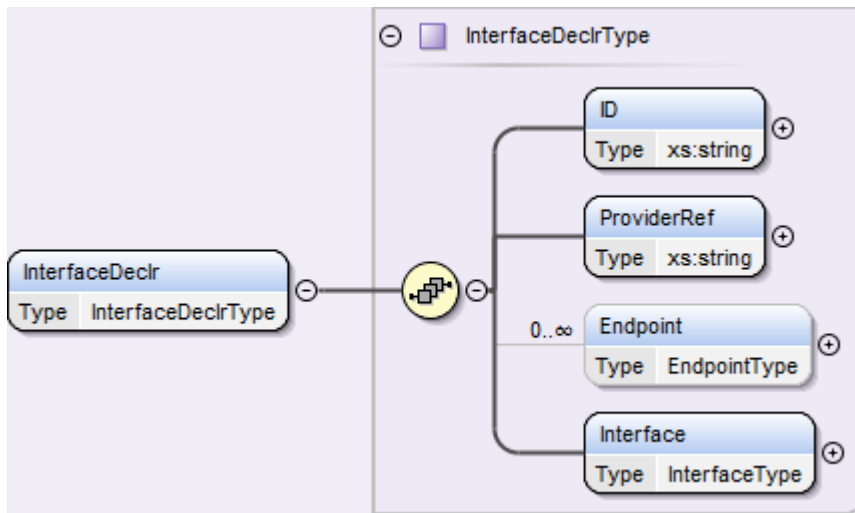 InterfaceDeclrType
ID
Type xs:string
ProviderRef
Type xs:string
InterfaceDeclr
Type InterfaceDeclrType
0..∞
Endpoint
Type EndpointType
Interface
Type InterfaceType